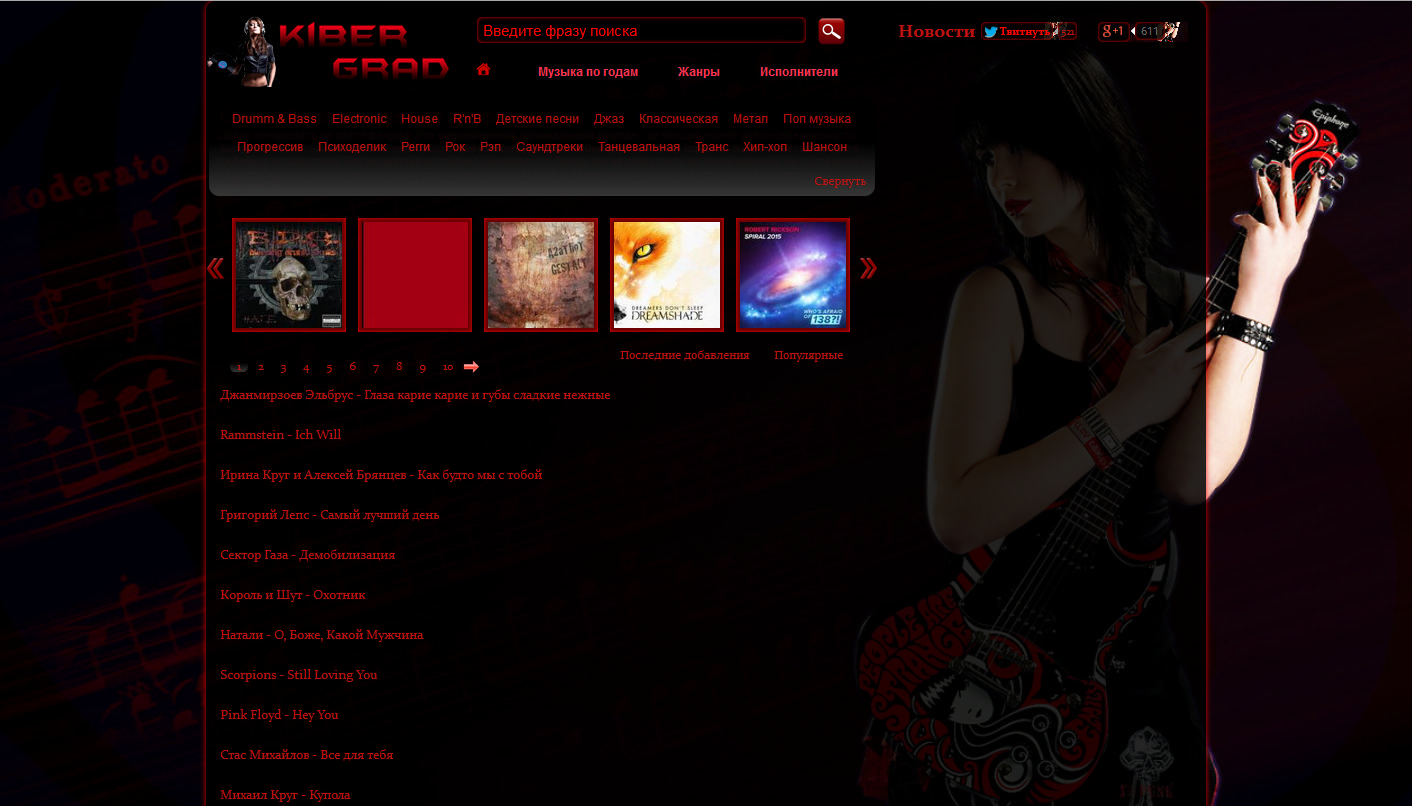 KIBER
GRAD
Введите фразу поиска
Новости
Твитнуть
g+1
611
Музыка по годам Жанры Исполнители
Drumm & Bass Electronic House R'n'B Детские песни Джаз Классическая Метал Поп музыка
Прогрессив Психоделик Регги Рок Рэп Саундтреки Танцевальная Транс Хип-хоп Шансон
Свернуть
moderato
Epiphone
GESTALT
DREAMERS DON'T SLEEP
DREAMSHADE
ROBERT NICKSON
SPIRAL 2015
WHO'S AFRAID
OF 138?!
Последние добавления Популярные
1 2 3 4 5 6 7 8 9 10
Джанмирзоев Эльбрус - Глаза карие карие и губы сладкие нежные
Rammstein - Ich Will
Ирина Круг и Алексей Брянцев - Как будто мы с тобой
Григорий Лепс - Самый лучший день
Сектор Газа - Демобилизация
Король и Шут - Охотник
Натали - О, Боже, Какой Мужчина
Scorpions - Still Loving You
Pink Floyd - Hey You
Стас Михайлов - Все для тебя
Михаил Круг - Купола
PEOPLE ARE
STRANGE